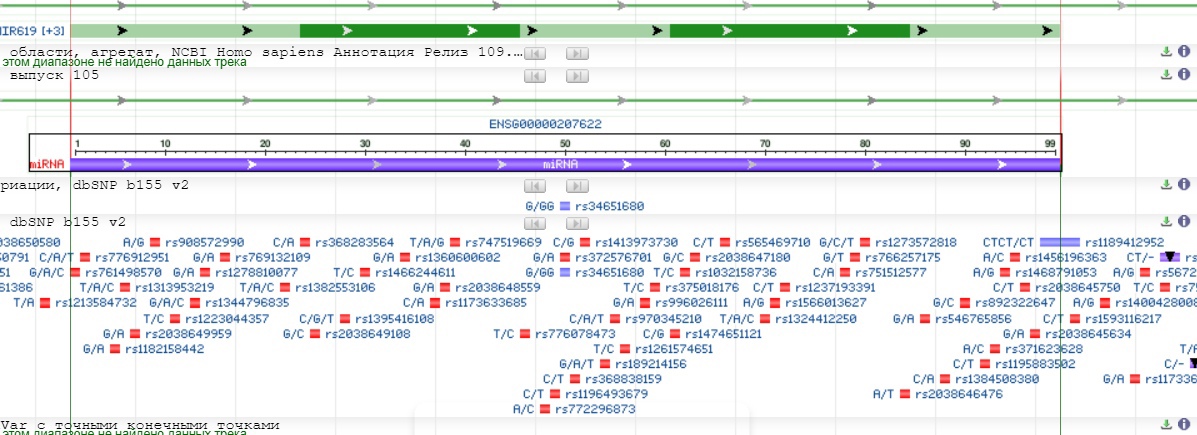 MIR619 [+3]
области, агрегат, NCBI Homo sapiens Аннотация Релиз 109....
этом диапазоне не найдено данных трека
выпуск 105
ENSG00000207622
1 10 20 30 40 50 60 70 80 90 99
miRNA miRNA
риации, dbSNP b155 v2
G/GG rs34651680
dbSNP b155 v2
038650580 A/G rs908572990 C/A rs368283564 T/A/G rs747519669 C/G rs1413973730 C/T rs565469710 G/C/T rs1273572818 CTCT/CT rs1189412952
00791 C/A/T rs776912951 G/A rs769132109 G/A rs1360600602 C/A rs372576701 G/C rs2038647180 G/T rs766257175 A/C rs1456196363 CT/- rs
51 G/A/C rs761498570 G/A rs1278810077 T/C rs1466244611 G/GG rs34651680 T/C rs1032158736 C/A rs751512577 A/G rs1468791053 A/G rs5672
61386 T/C rs1313953219 T/A/C rs1382553106 G/A rs2038648559 T/C rs375018176 C/T rs1237193391 C/T rs2038645750 T/C rs75
T/A rs1213584732 G/A/C rs1344796835 C/A rs1173633685 G/A rs996026111 A/G rs1566013627 G/C rs892322647 A/G rs1400428008
T/C rs1223044357 C/G/T rs1395416108 C/A/T rs970345210 T/A/C rs1324412250 G/A rs546765856 C/T rs1593116217
G/A rs2038649959 G/C rs2038649108 T/C rs776078473 C/G rs1474651121 G/A rs2038645634
G/A rs1182158442 T/C rs1261574651 A/C rs371623628 T/A
G/A/T rs189214156 C/T rs1195883502 C/-
C/T rs368838159 C/A rs1384508380 G/A rs117336
C/T rs1196493679 A/T rs2038646476
A/C rs772296873
Var с точными конечными точками
этом диапазоне не найдено данных трека